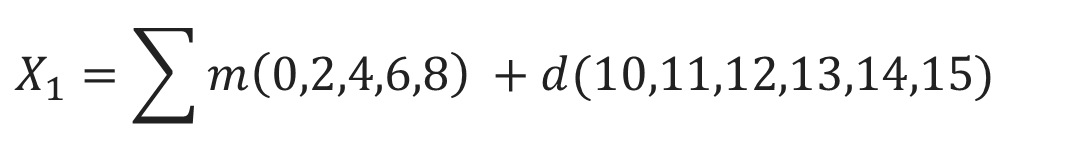 X₁ = ∑ m(0,2,4,6,8) + d(10,11,12,13,14,15)